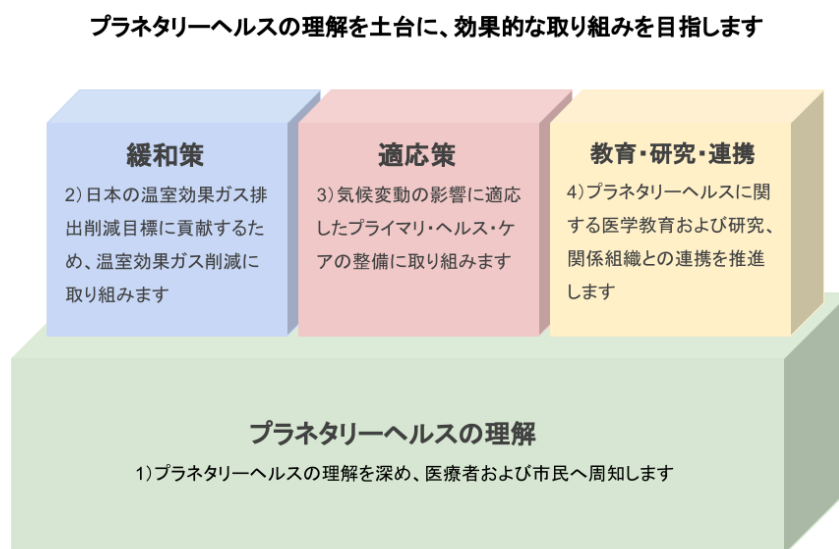 プラネタリーヘルスの理解を土台に、効果的な取り組みを目指します
緩和策
2)日本の温室効果ガス排
出削減目標に貢献するた
め、温室効果ガス削減に
取り組みます
適応策
3)気候変動の影響に適応
したプライマリ・ヘルス・ケ
アの整備に取り組みます
教育・研究・連携
4)プラネタリーヘルスに関
する医学教育および研究、
関係組織との連携を推進
します
プラネタリーヘルスの理解
1)プラネタリーヘルスの理解を深め、医療者および市民へ周知します